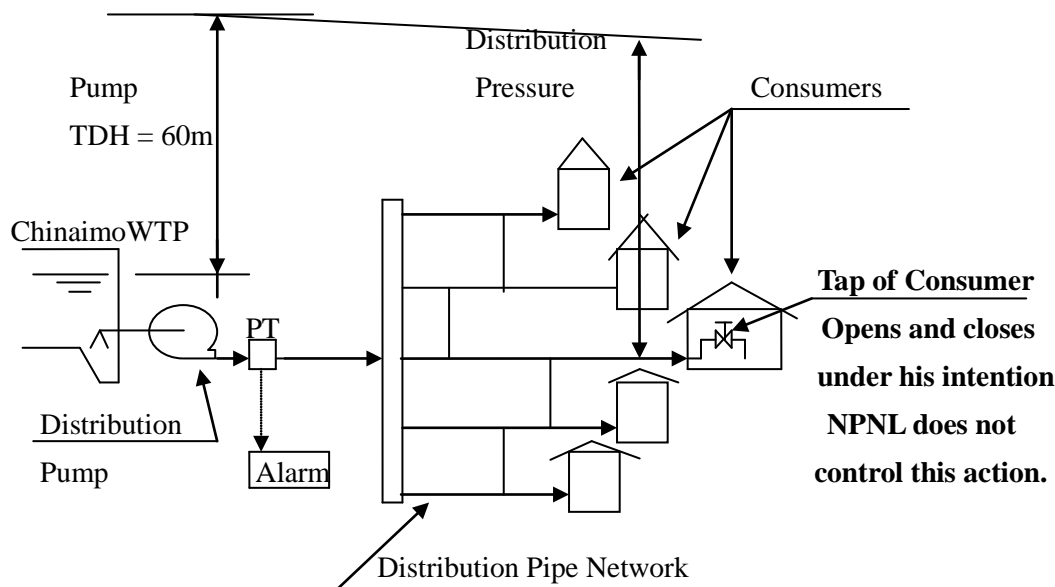 Distribution
Pressure
Pump
TDH = 60m
Consumers
ChinaimoWTP
PT
Tap of Consumer
Opens and closes
under his intention
NPNL does not
control this action.
Distribution
Pump
Alarm
Distribution Pipe Network